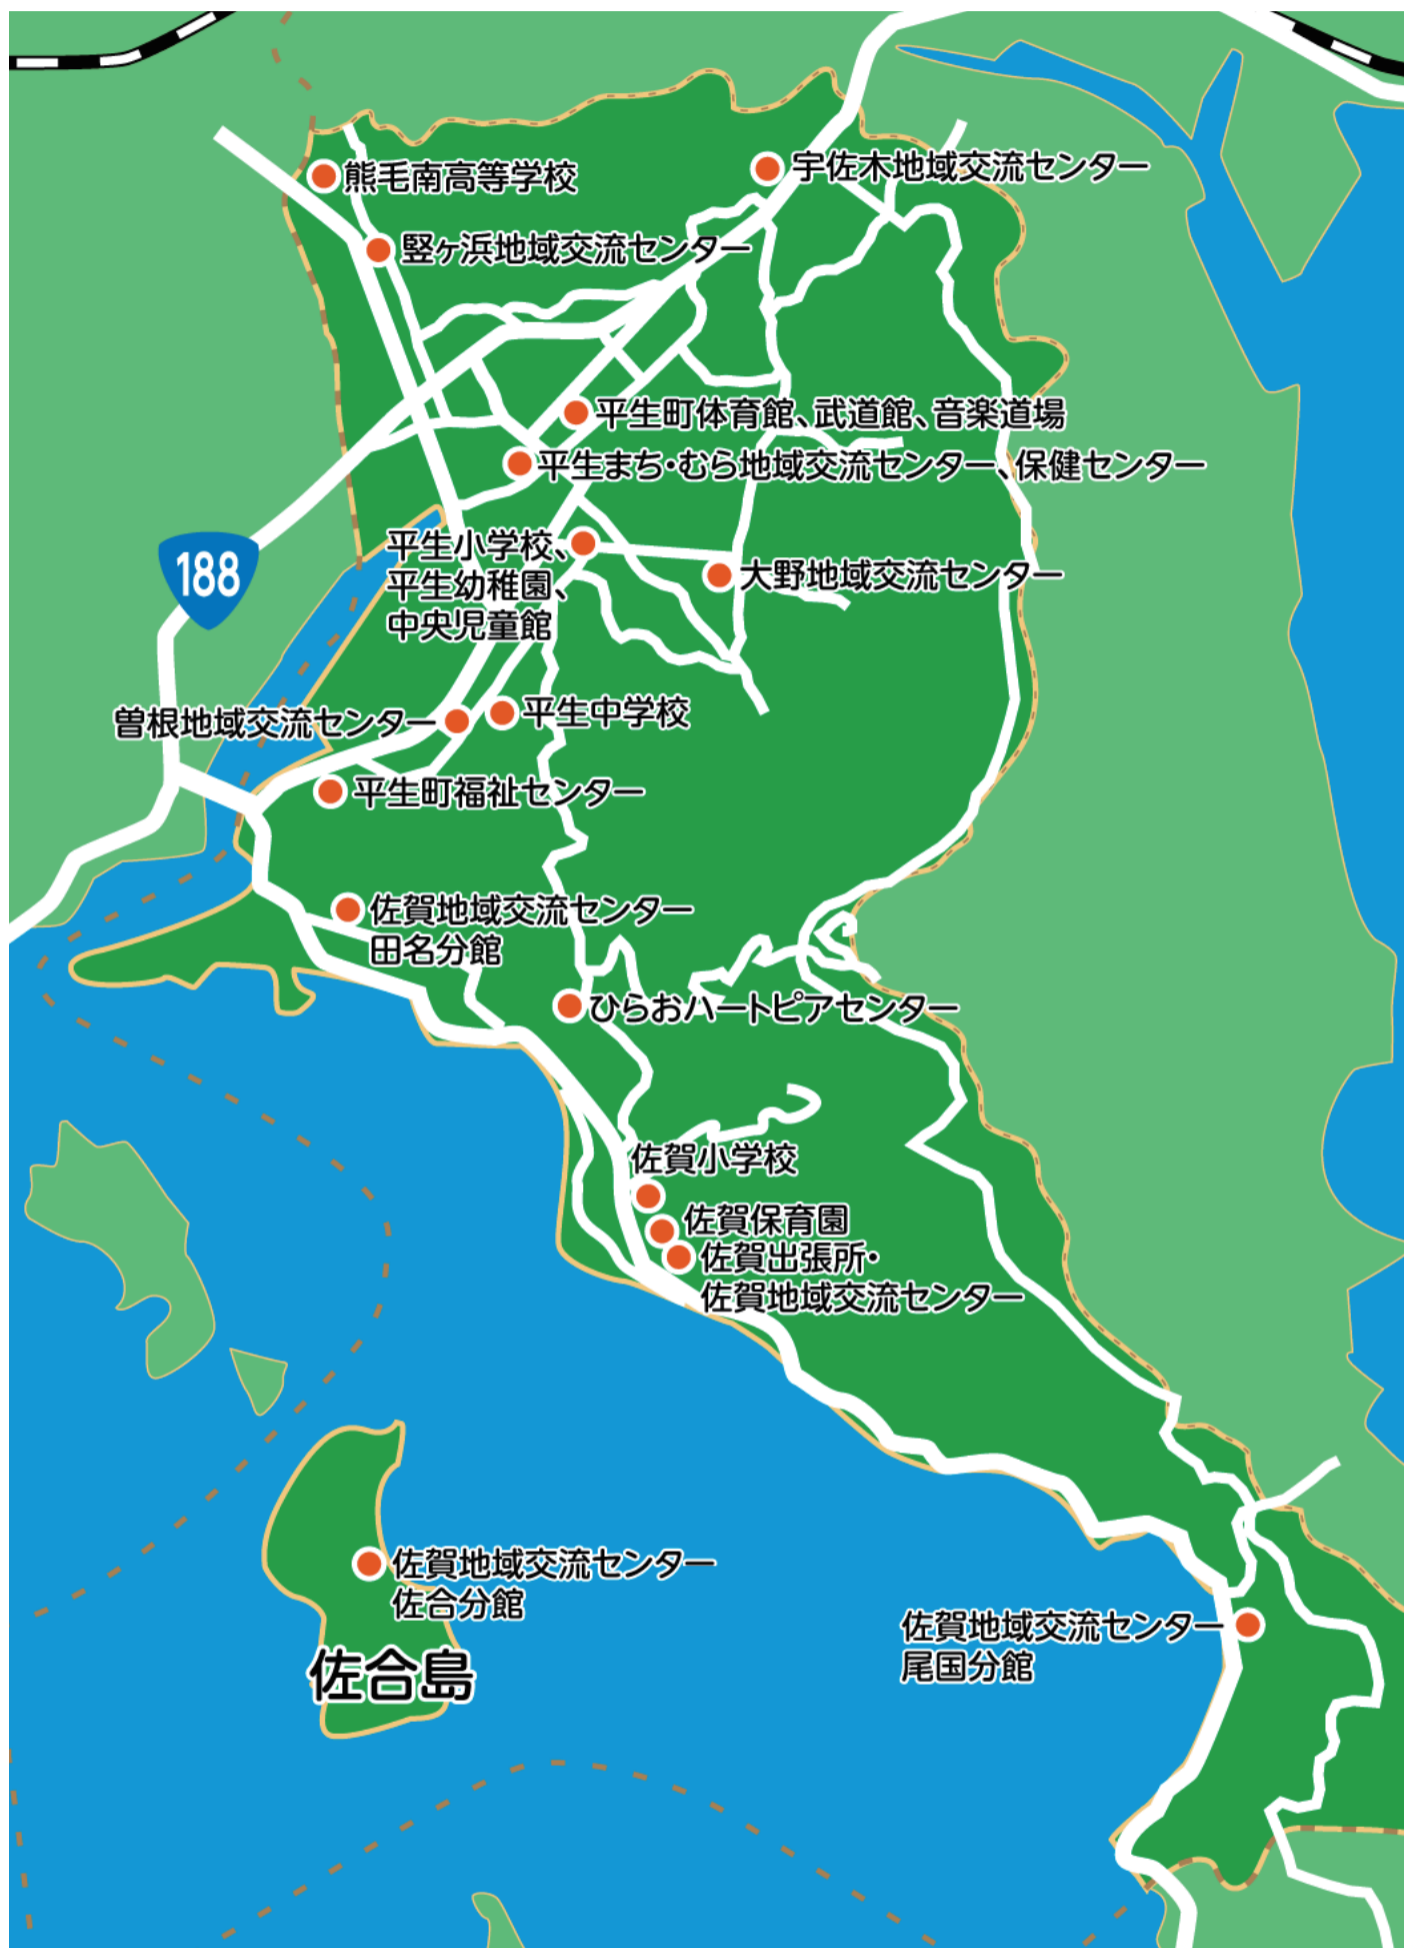 熊毛南高等学校
宇佐木地域交流センター
竪ヶ浜地域交流センター
平生町体育館、武道館、音楽道場
平生まち・むら地域交流センター、保健センター
188
平生小学校、
平生幼稚園、
中央児童館
大野地域交流センター
曽根地域交流センター
平生中学校
平生町福祉センター
佐賀地域交流センター
田名分館
ひらおハートピアセンター
佐賀小学校
佐賀保育園
佐賀出張所・
佐賀地域交流センター
佐賀地域交流センター
佐合分館
佐合島
佐賀地域交流センター
尾国分館